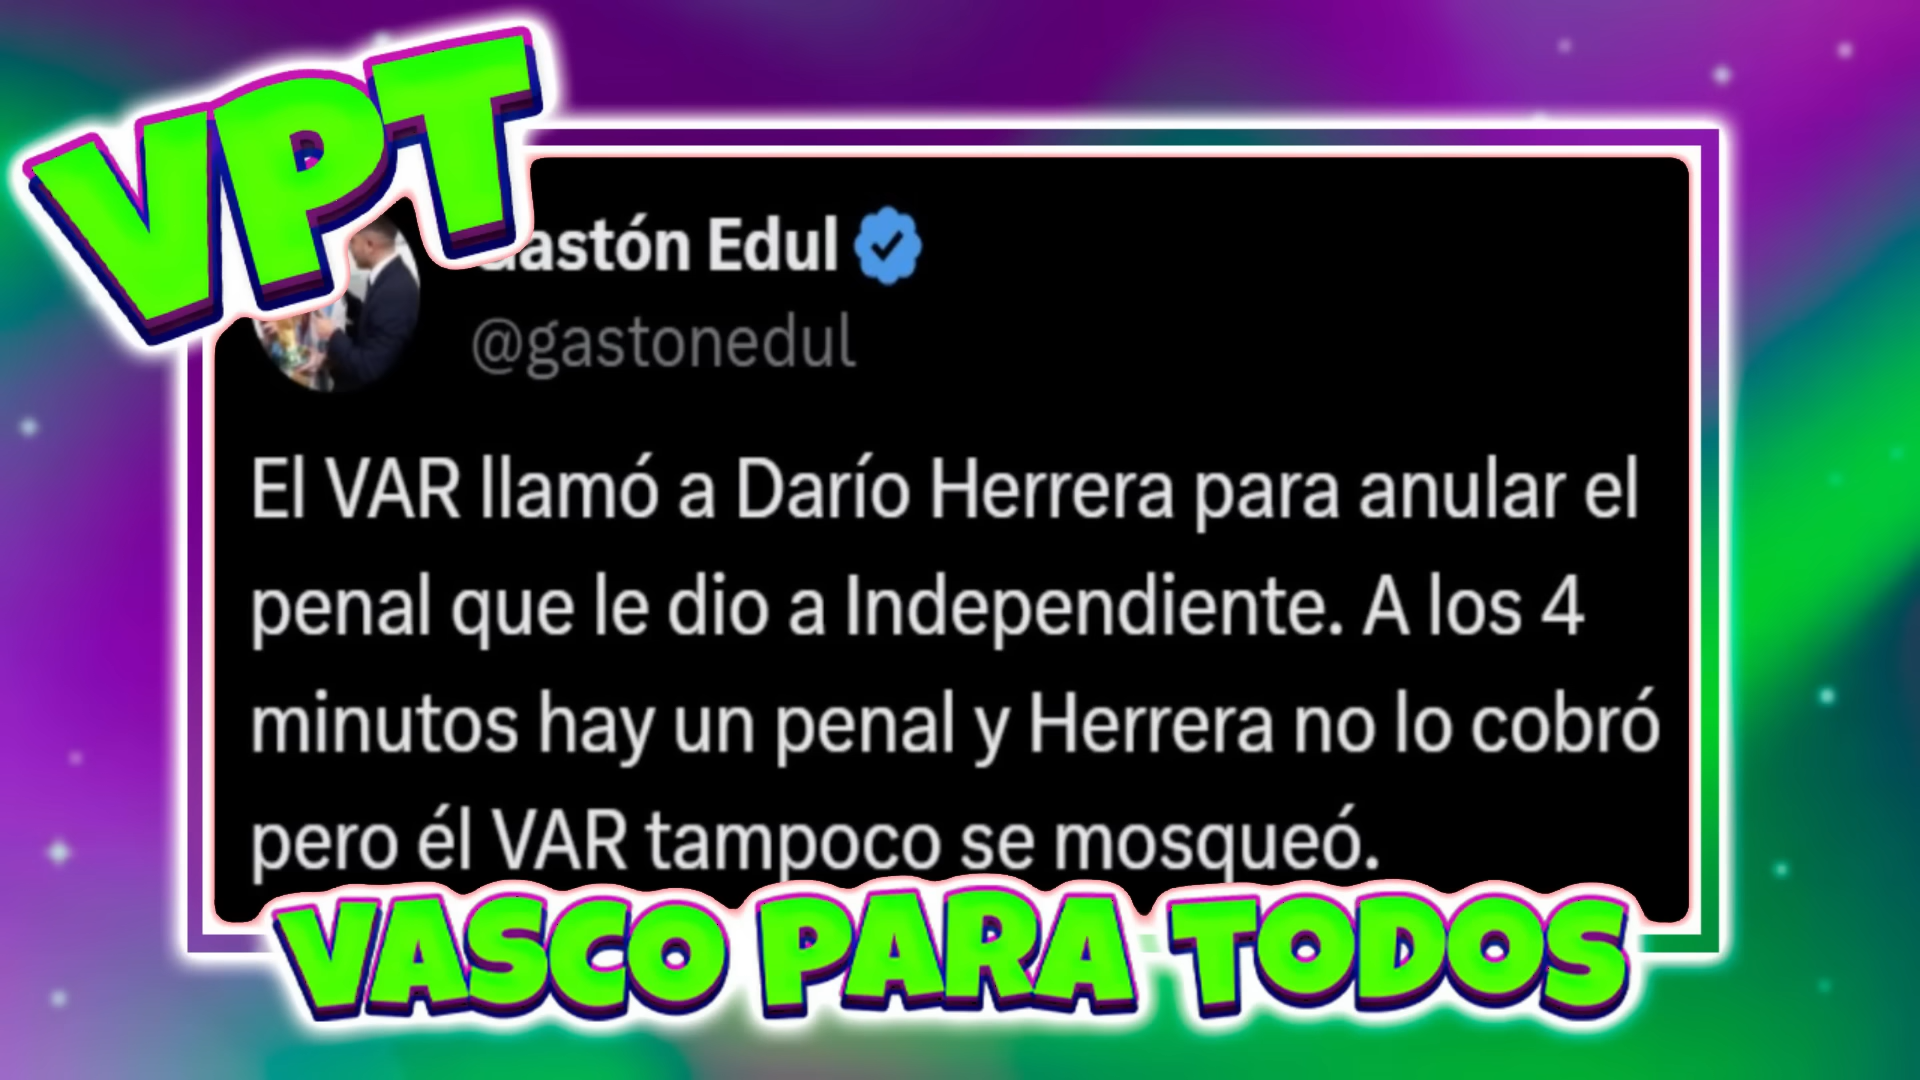 VPT
Gastón Edul
@gastonedul
El VAR llamó a Darío Herrera para anular el
penal que le dio a Independiente. A los 4
minutos hay un penal y Herrera no lo cobró
pero él VAR tampoco se mosqueó.
VASCO PARA TODOS